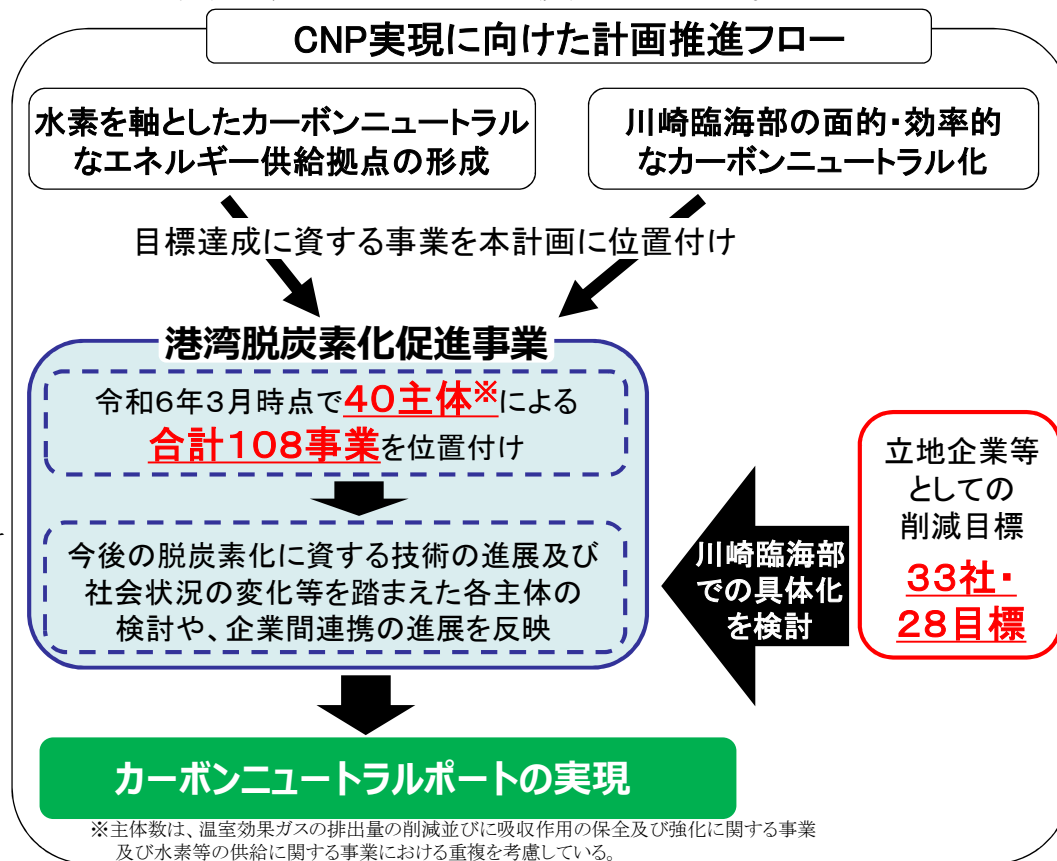 CNP実現に向けた計画推進フロー
水素を軸としたカーボンニュートラル
なエネルギー供給拠点の形成
川崎臨海部の面的・効率的
なカーボンニュートラル化
目標達成に資する事業を本計画に位置付け
港湾脱炭素化促進事業
令和6年3月時点で40主体※による
合計108事業を位置付け
今後の脱炭素化に資する技術の進展及び
社会状況の変化等を踏まえた各主体の
検討や、企業間連携の進展を反映
川崎臨海部
での具体化
を検討
立地企業等
としての
削減目標
33社・
28目標
カーボンニュートラルポートの実現
※主体数は、温室効果ガスの排出量の削減並びに吸収作用の保全及び強化に関する事業
及び水素等の供給に関する事業における重複を考慮している。